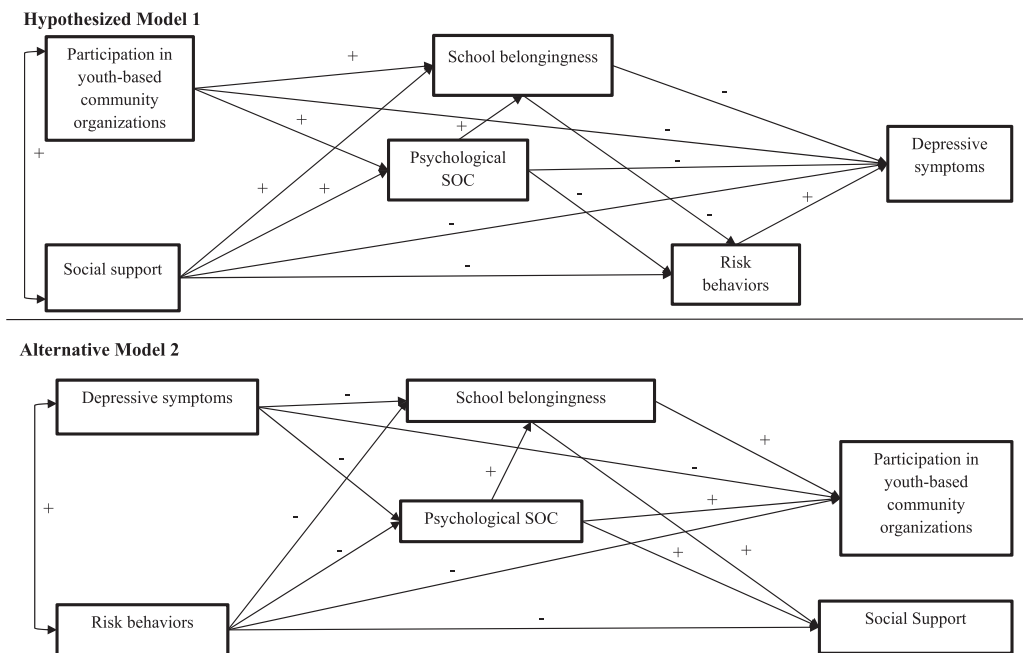 Hypothesized Model 1
Participation in
youth-based
community
organizations
School belongingness
Psychological
SOC
Depressive
symptoms
Social support
Risk
behaviors
+
+
+
+
+
+
-
-
-
-
-
-
-
+
Alternative Model 2
Depressive symptoms
School belongingness
Psychological SOC
Participation in
youth-based
community
organizations
Risk behaviors
Social Support
+
-
-
-
-
-
-
-
+
+
+
+
+